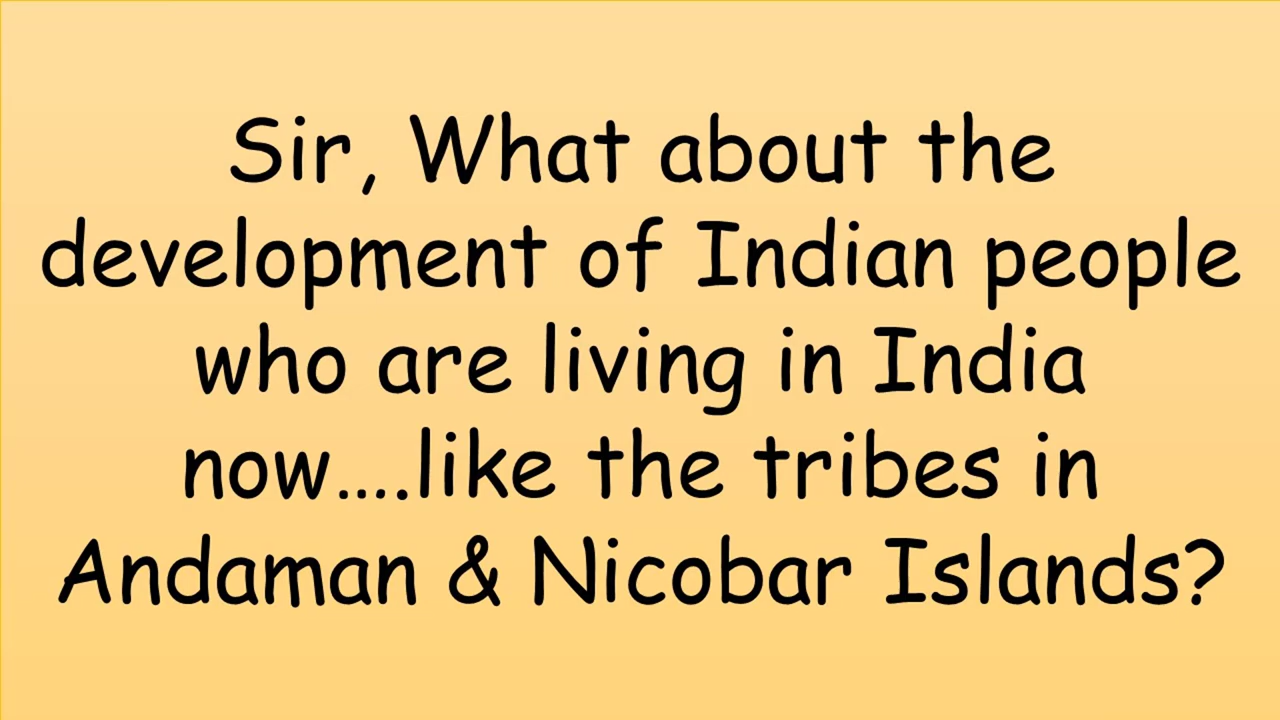 Sir, What about the
development of Indian people
who are living in India
now....like the tribes in
Andaman & Nicobar Islands?